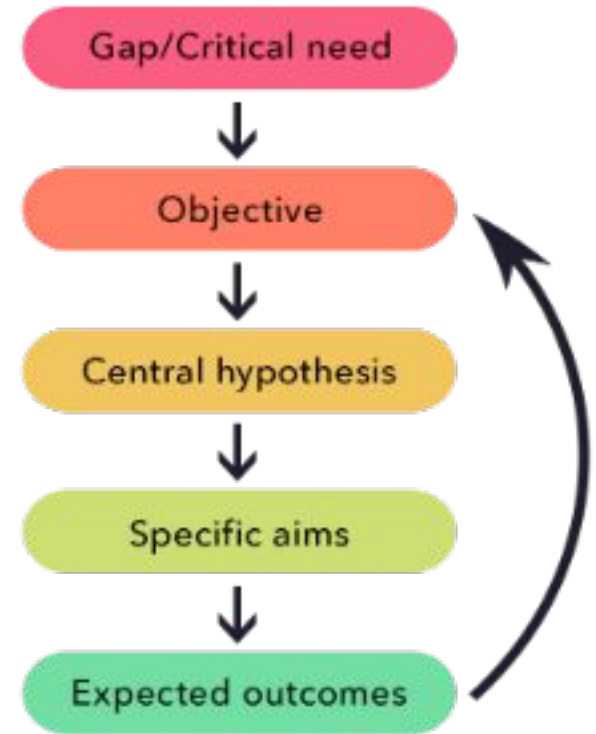 Gap/Critical need
Objective
Central hypothesis
Specific aims
Expected outcomes